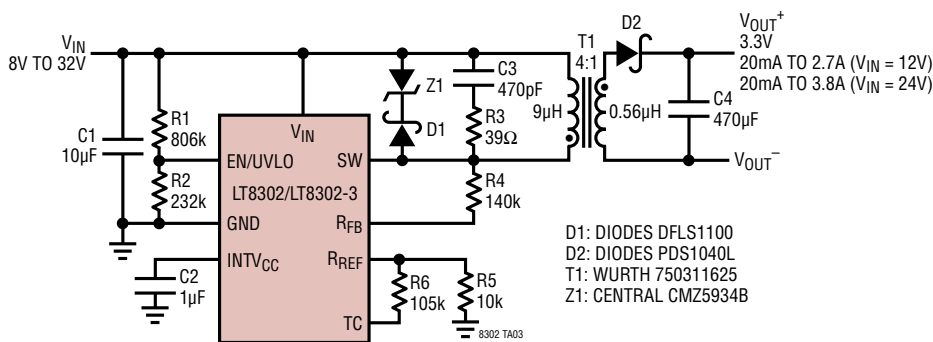 D2
VIN
8V TO 32V
T1
4:1
VOUT+
3.3V
20mA TO 2.7A (VIN = 12V)
20mA TO 3.8A (VIN = 24V)
Z1
C3
470pF
R1
806k
R3
39Ω
9µH
0.56µH
C4
470µF
C1
10µF
VIN
D1
EN/UVLO
SW
VOUT–
R2
232k
LT8302/LT8302-3
R4
140k
GND
RFB
INTVCC
RREF
C2
1µF
R6
105k
R5
10k
TC
D1: DIODES DFLS1100
D2: DIODES PDS1040L
T1: WURTH 750311625
Z1: CENTRAL CMZ5934B
8302 TA03